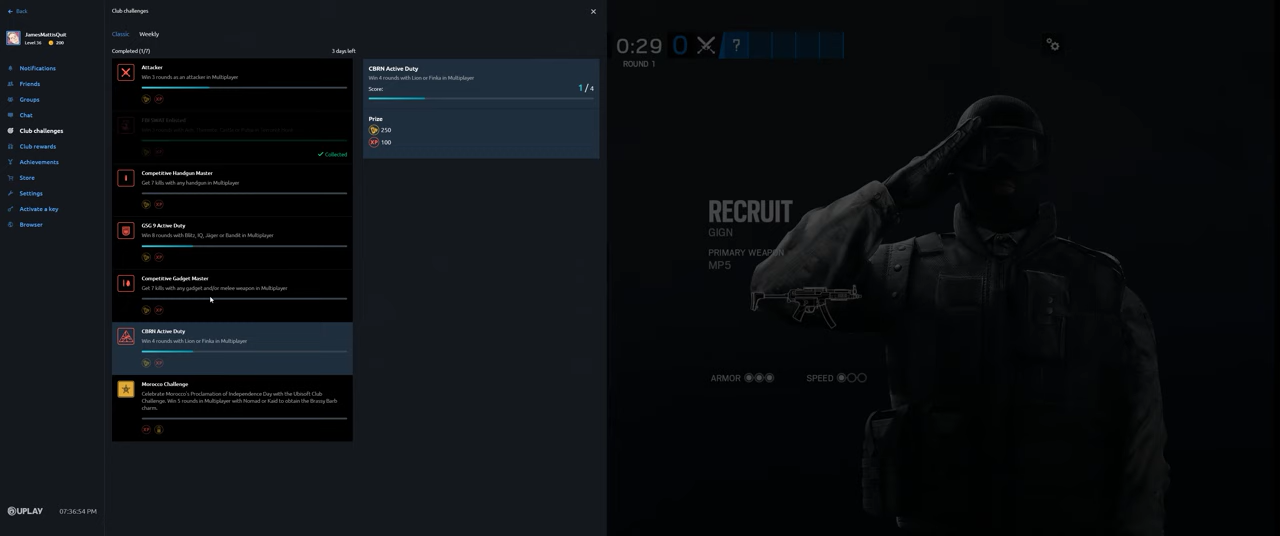 Back
Club challenges
JamesMattisQuit
Level 36 200
Classic Weekly
Completed (1/7) 3 days left
Notifications
Friends
Groups
Chat
Club challenges
Club rewards
Achievements
Store
Settings
Activate a key
Browser
UPLAY 07:36:54 PM
Attacker
Win 3 rounds as an attacker in Multiplayer
XP
Collected
Competitive Handgun Master
Get 7 kills with any handgun in Multiplayer
XP
GSG 9 Active Duty
Win 8 rounds with Blitz, IQ, Jäger or Bandit in Multiplayer
XP
Competitive Gadget Master
Get 7 kills with any gadget and/or melee weapon in Multiplayer
XP
CBRN Active Duty
Win 4 rounds with Lion or Finka in Multiplayer
XP
Morocco Challenge
Celebrate Morocco's Proclamation of Independence Day with the Ubisoft Club
Challenge. Win 5 rounds in Multiplayer with Nomad or Kaid to obtain the Brassy Barb
charm.
XP
CBRN Active Duty
Win 4 rounds with Lion or Finka in Multiplayer
Score: 1 / 4
Prize
250
XP 100
0:29 0 ?
ROUND 1
RECRUIT
GIGN
PRIMARY WEAPON
MP5
ARMOR SPEED